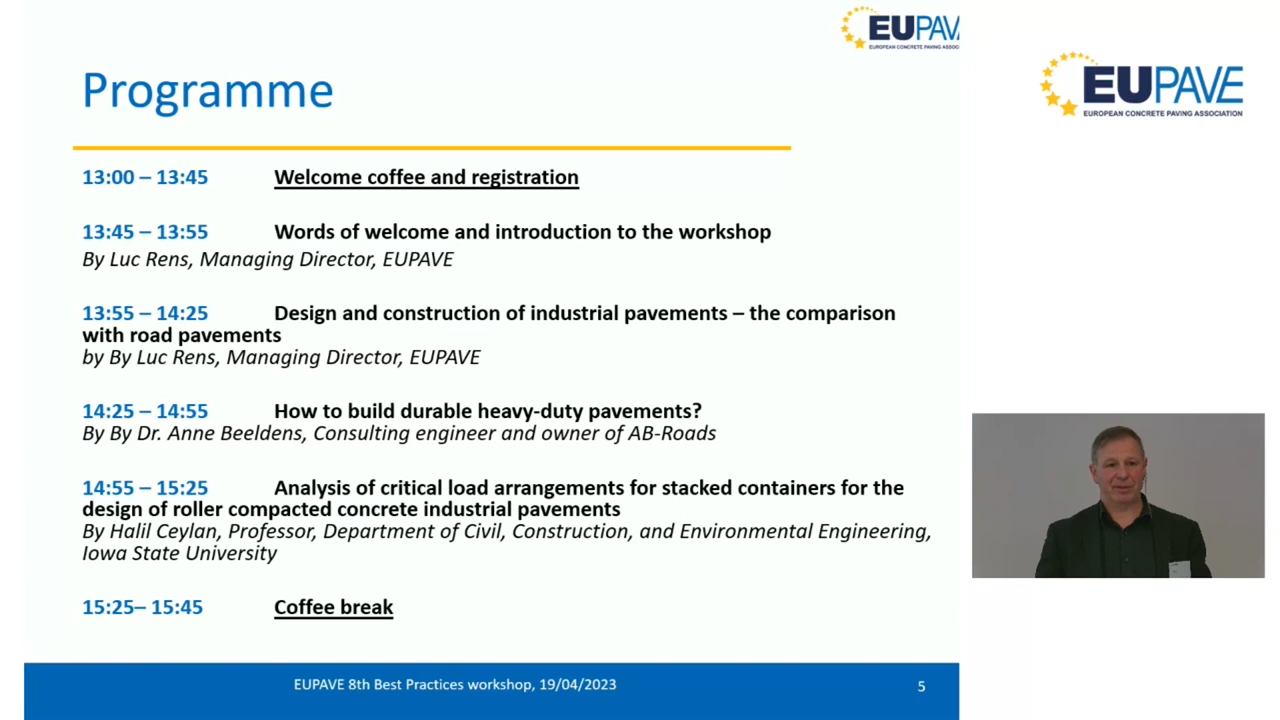 EUPAV
EUROPEAN CONCRETE PAVING ASSOC
EUPAVE
EUROPEAN CONCRETE PAVING ASSOCIATION
Programme
13:00 – 13:45 Welcome coffee and registration
13:45 – 13:55 Words of welcome and introduction to the workshop
By Luc Rens, Managing Director, EUPAVE
13:55 – 14:25 Design and construction of industrial pavements – the comparison
with road pavements
by By Luc Rens, Managing Director, EUPAVE
14:25 – 14:55 How to build durable heavy-duty pavements?
By By Dr. Anne Beeldens, Consulting engineer and owner of AB-Roads
14:55 – 15:25 Analysis of critical load arrangements for stacked containers for the
design of roller compacted concrete industrial pavements
By Halil Ceylan, Professor, Department of Civil, Construction, and Environmental Engineering,
Iowa State University
15:25– 15:45 Coffee break
EUPAVE 8th Best Practices workshop, 19/04/2023
5